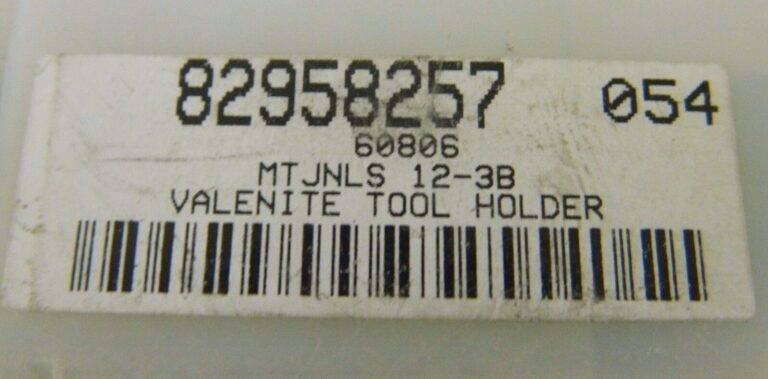 82958257 054
60806
MTJNLS 12-3B
VALENITE TOOL HOLDER